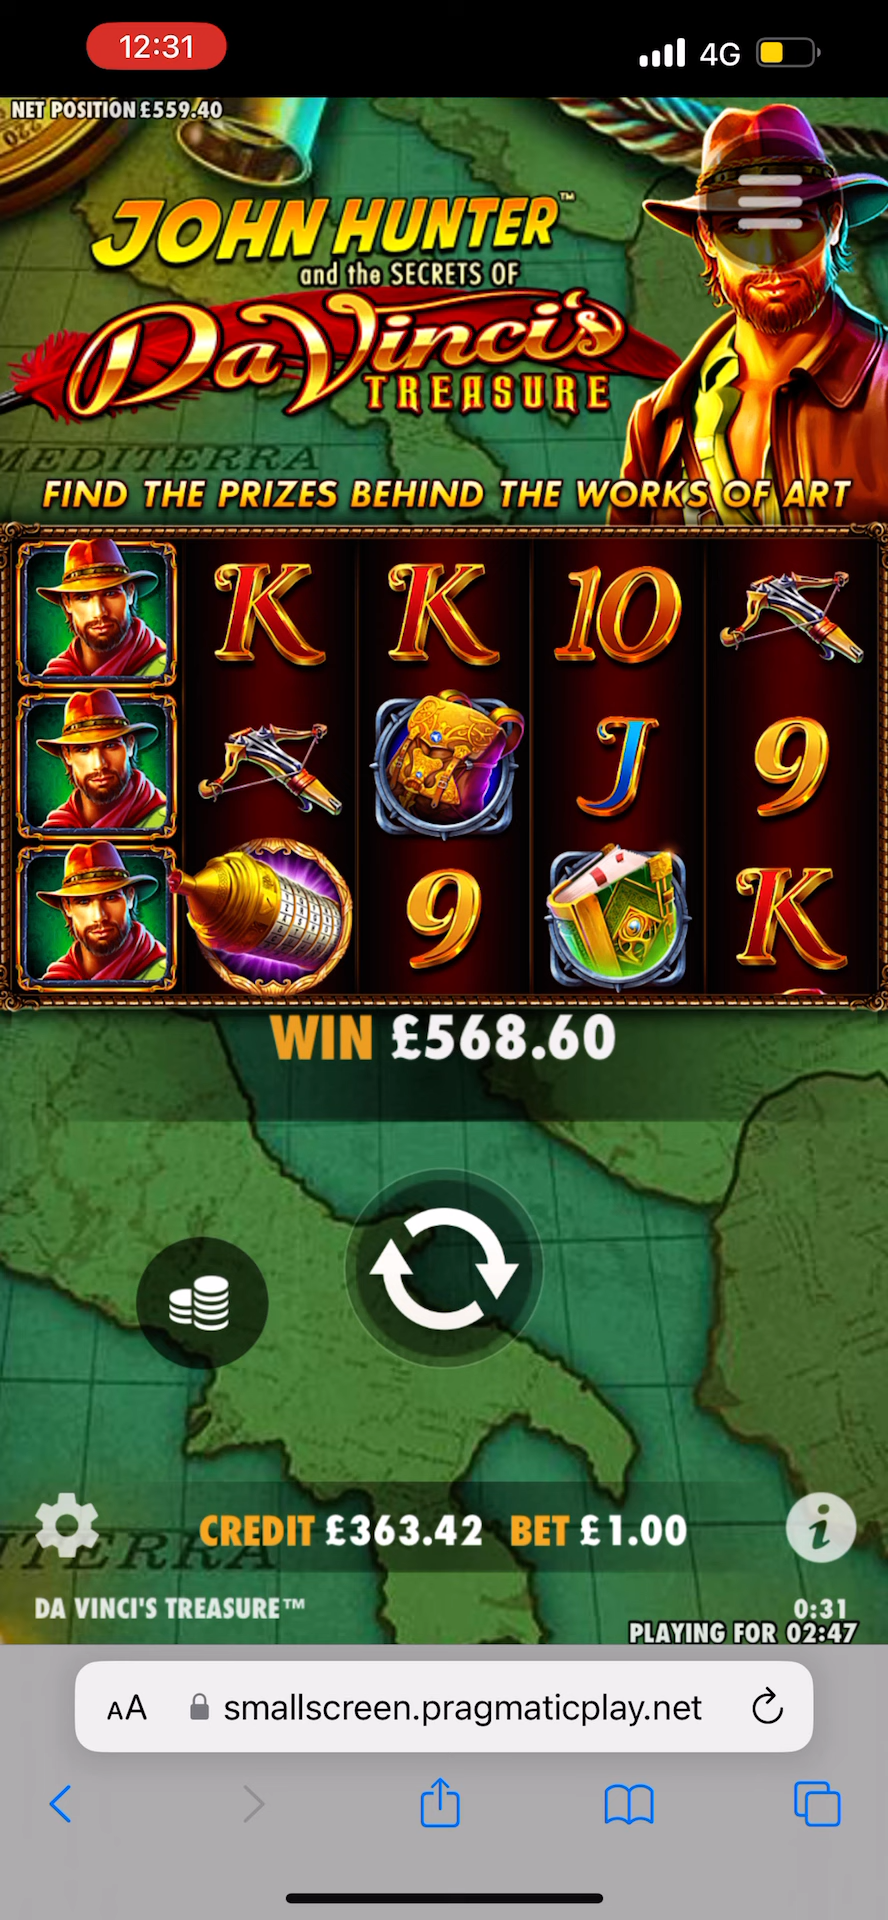 12:31
4G
NET POSITION £559.40
JOHN HUNTER™
and the SECRETS OF
Da Vinci's
TREASURE
MEDITERRA
FIND THE PRIZES BEHIND THE WORKS OF ART
K K 10
J 9
9 K
WIN £568.60
CREDIT £363.42 BET £1.00
ITERRA
DA VINCI'S TREASURE™
0:31
PLAYING FOR 02:47
AA smallscreen.pragmaticplay.net